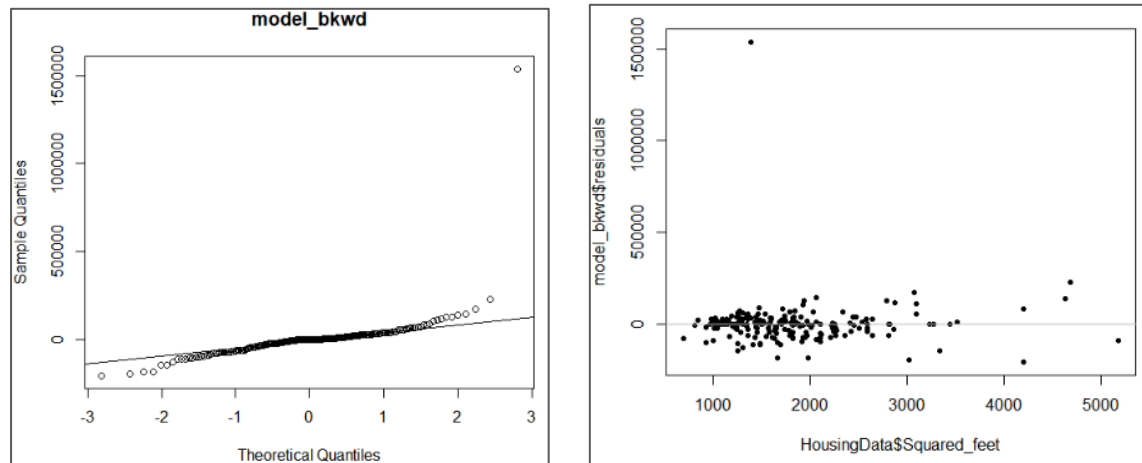 model_bkwd
Sample Quantiles
1500000
1000000
500000
0
-3 -2 -1 0 1 2 3
Theoretical Quantiles
model_bkwd$residuals
1500000
1000000
500000
0
1000 2000 3000 4000 5000
HousingData$Squared_feet